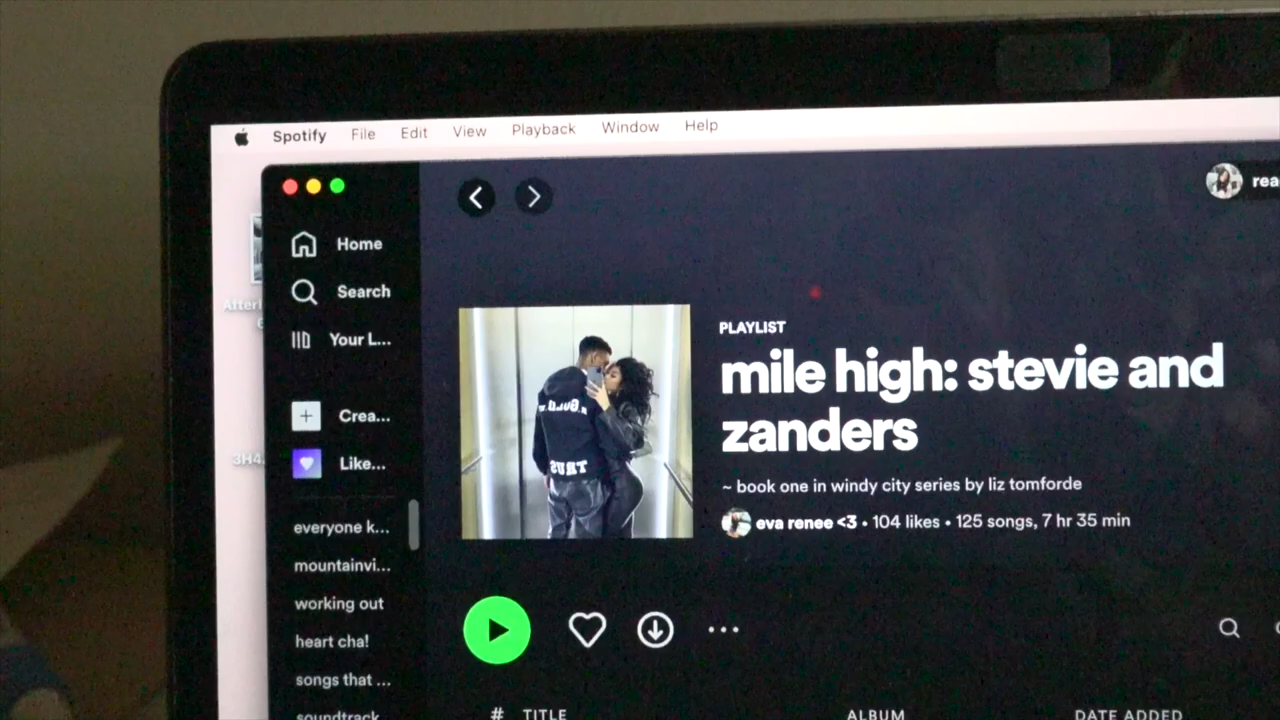 Spotify File Edit View Playback Window Help
rea
Home
Search
Your L...
PLAYLIST
mile high: stevie and
zanders
~ book one in windy city series by liz tomforde
eva renee <3 • 104 likes • 125 songs, 7 hr 35 min
Crea...
Like...
everyone k...
mountainvi...
working out
heart cha!
songs that ...
soundtrack
# TITLE ALBUM DATE ADDED